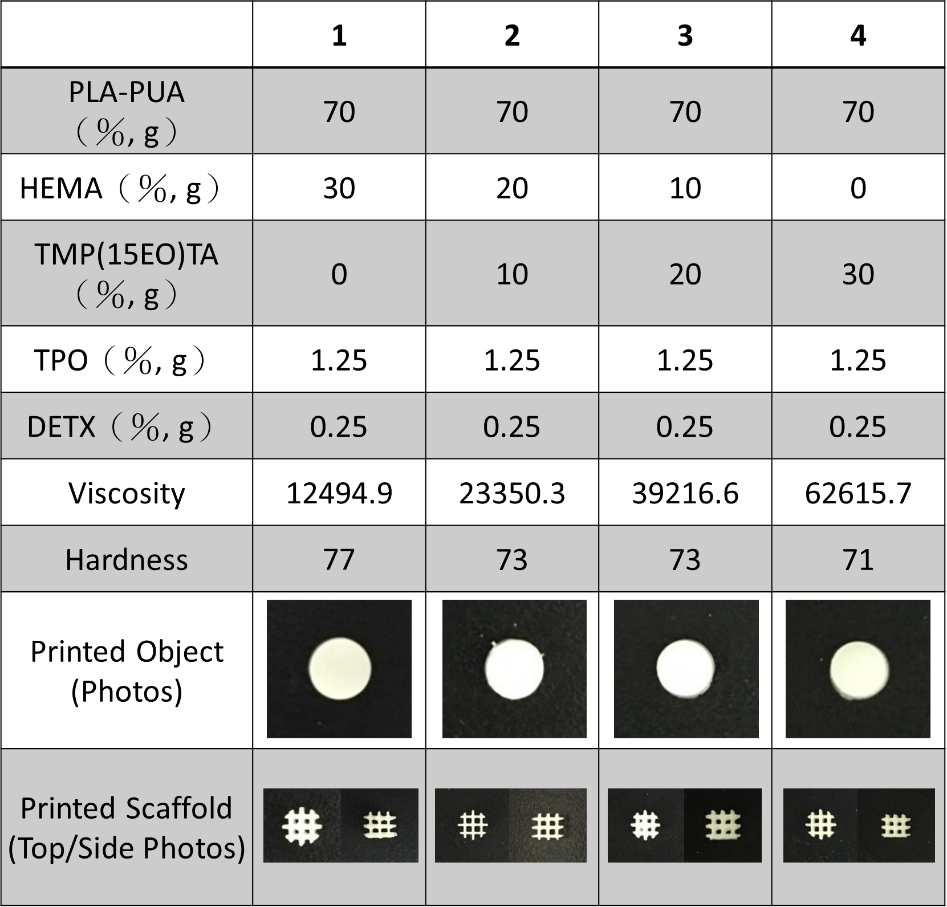 1 2 3 4
PLA-PUA
（%, g） 70 70 70 70
HEMA（%, g） 30 20 10 0
TMP(15EO)TA
（%, g） 0 10 20 30
TPO（%, g） 1.25 1.25 1.25 1.25
DETX（%, g） 0.25 0.25 0.25 0.25
Viscosity 12494.9 23350.3 39216.6 62615.7
Hardness 77 73 73 71
Printed Object
(Photos)
Printed Scaffold
(Top/Side Photos)